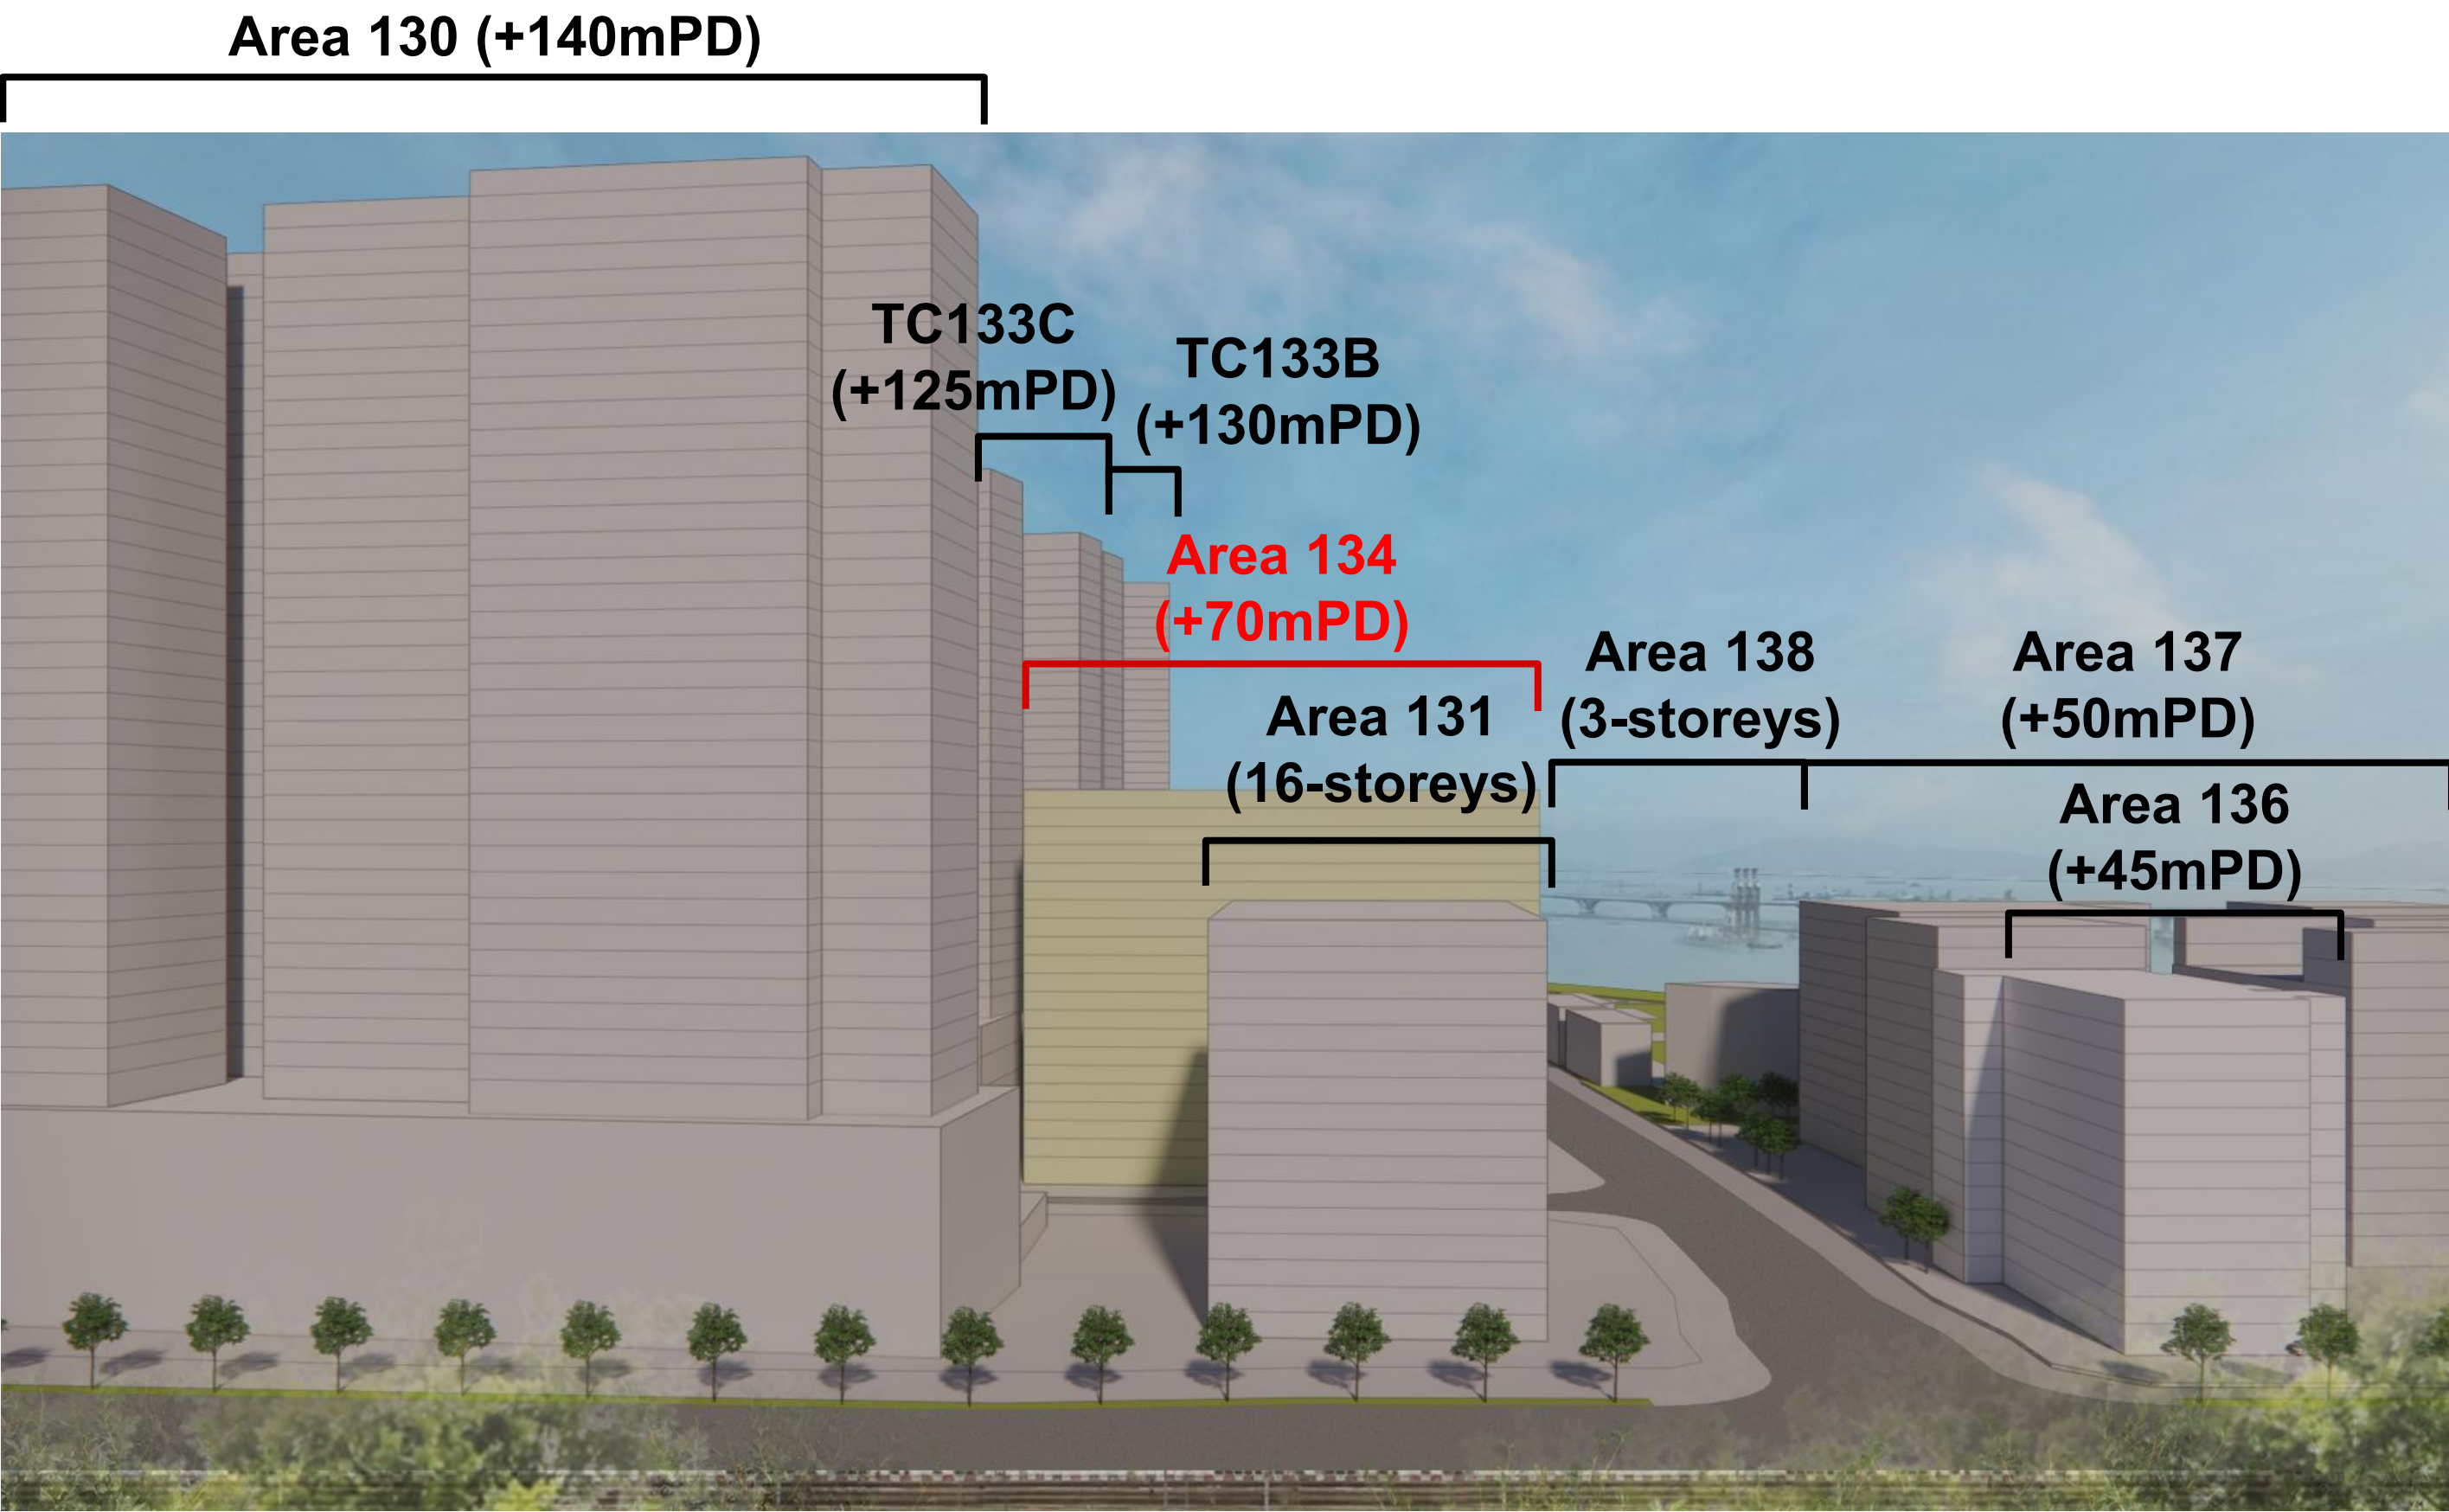 Area 130 (+140mPD)
TC133C
(+125mPD)
TC133B
(+130mPD)
Area 134
(+70mPD)
Area 131
(16-storeys)
Area 138
(3-storeys)
Area 137
(+50mPD)
Area 136
(+45mPD)